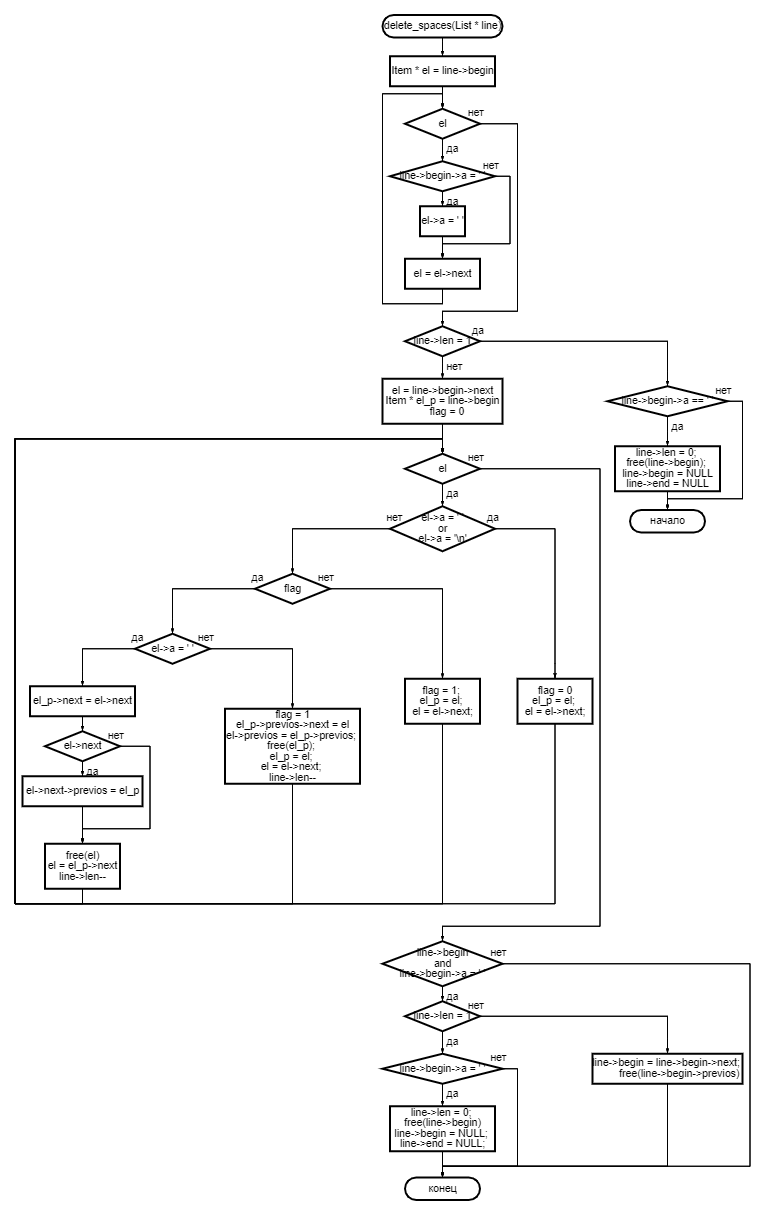 delete_spaces(List * line)
Item * el = line->begin
el
нет
да
line->begin->a = ' '
нет
да
el->a = ' '
el = el->next
line->len = 1
да
нет
el = line->begin->next
Item * el_p = line->begin
flag = 0
line->begin->a ==
нет
да
line->len = 0;
free(line->begin);
line->begin = NULL
line->end = NULL
начало
el
нет
да
el->a = ' '
or
el->a = '\n'
нет
да
flag
да
нет
el->a = ' '
да
нет
el_p->next = el->next
el->next
нет
да
el->next->previos = el_p
free(el)
el = el_p->next
line->len--
flag = 1
el_p->previos->next = el
el->previos = el_p->previos;
free(el_p);
el_p = el;
el = el->next;
line->len--
flag = 1;
el_p = el;
el = el->next;
flag = 0
el_p = el;
el = el->next;
line->begin
and
line->begin->a = '
нет
да
line->len = 1
нет
да
line->begin->a = ' '
нет
да
line->len = 0;
free(line->begin)
line->begin = NULL;
line->end = NULL;
line->begin = line->begin->next;
free(line->begin->previos)
конец